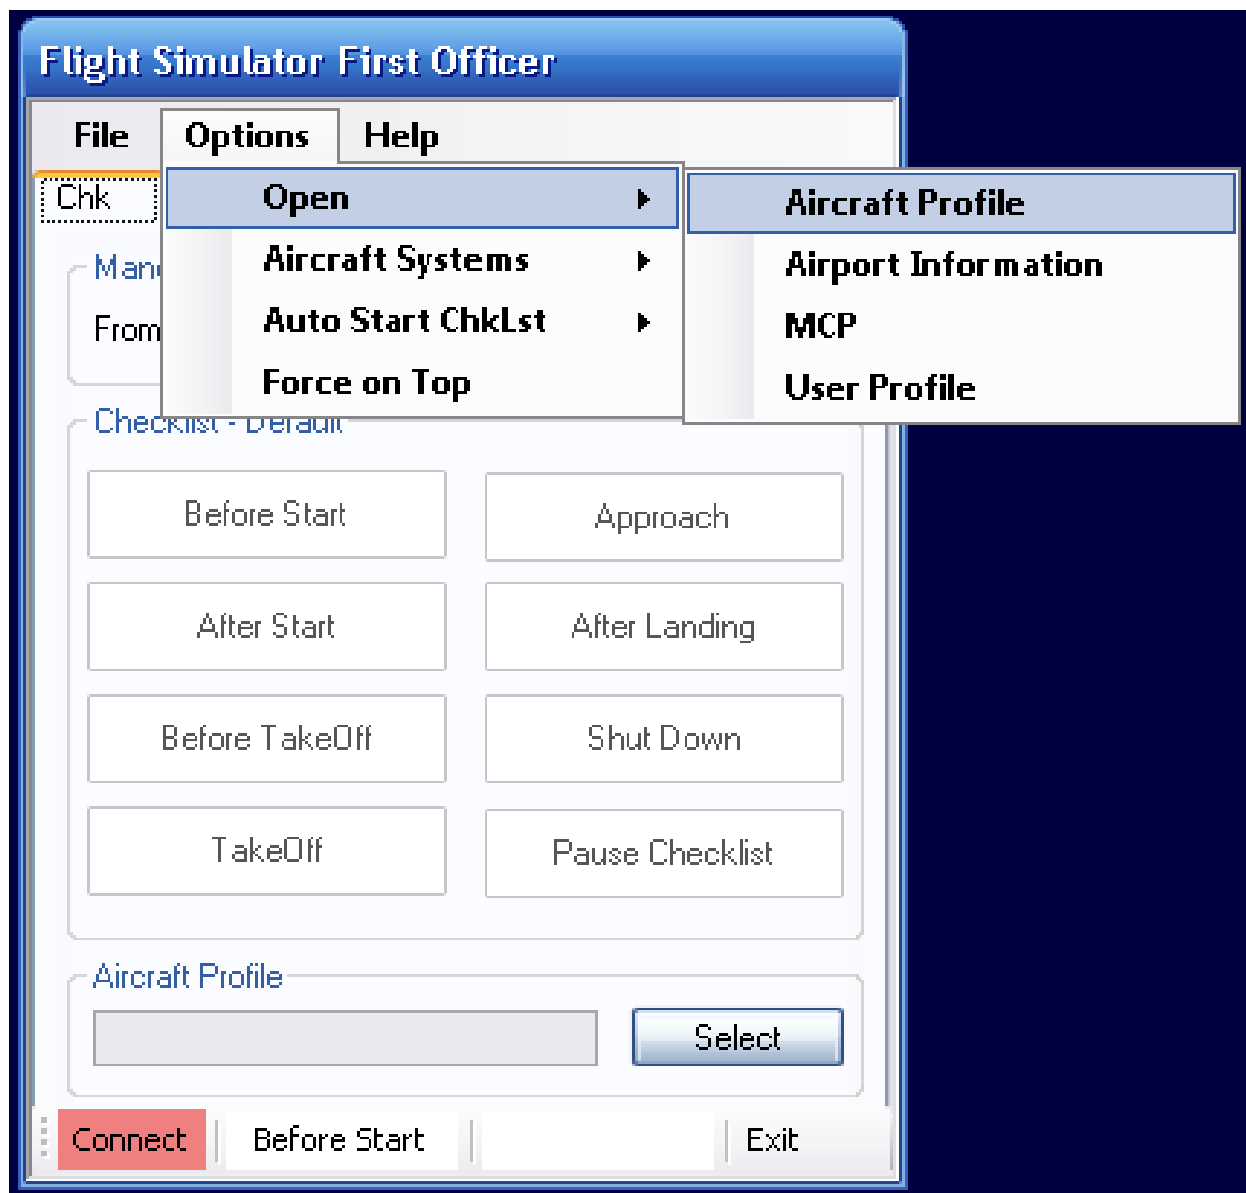 Flight Simulator First Officer
File Options Help
Chk
Open
Aircraft Profile
Aircraft Systems
Airport Information
Auto Start ChkLst
MCP
Force on Top
User Profile
From
Checklist - Default
Before Start
Approach
After Start
After Landing
Before TakeOff
Shut Down
TakeOff
Pause Checklist
Aircraft Profile
Select
Connect
Before Start
Exit